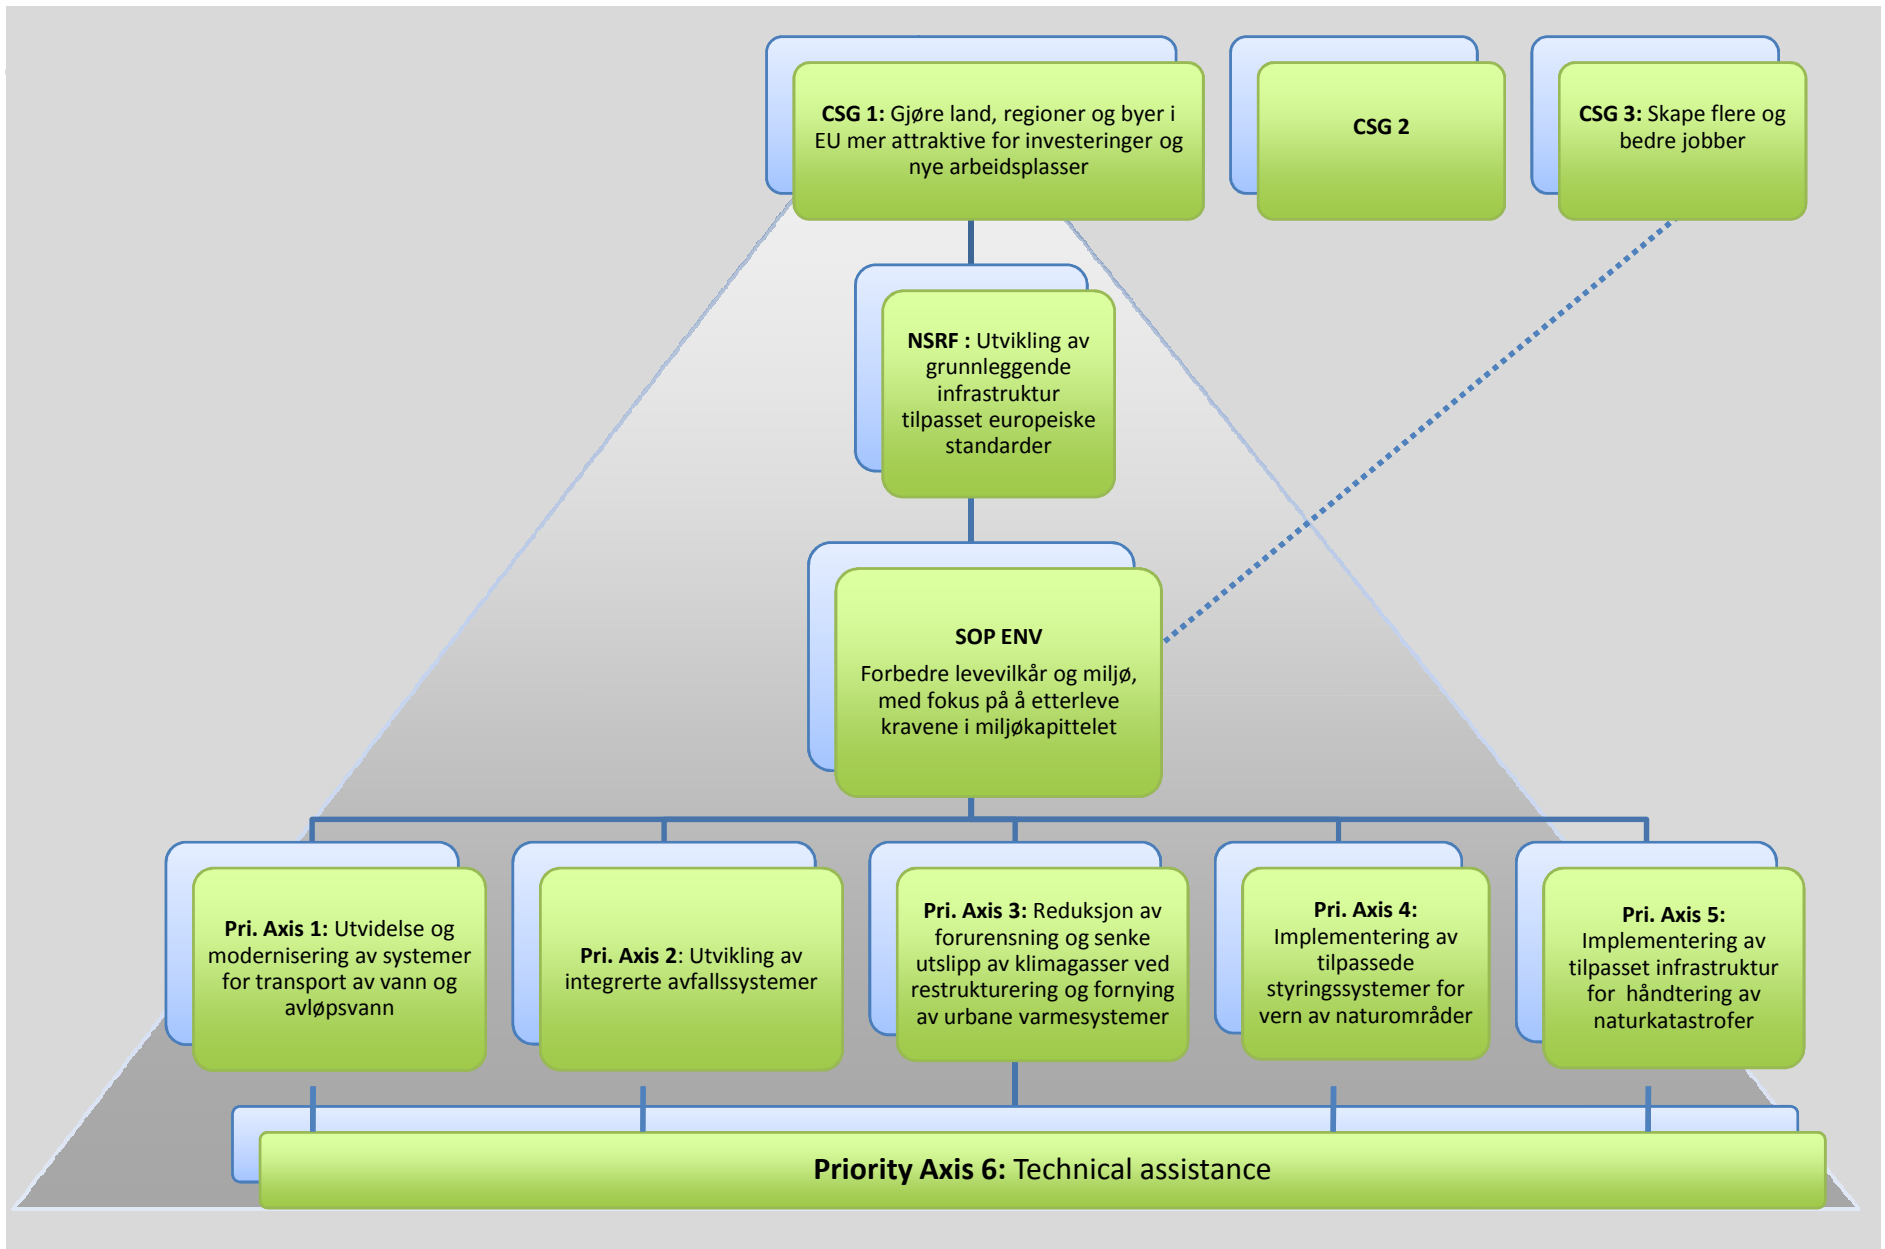 CSG 1: Gjøre land, regioner og byer i
EU mer attraktive for investeringer og
nye arbeidsplasser
CSG 2
CSG 3: Skape flere og
bedre jobber
NSRF : Utvikling av
grunnleggende
infrastruktur
tilpasset europeiske
standarder
SOP ENV
Forbedre levevilkår og miljø,
med fokus på å etterleve
kravene i miljøkapittelet
Pri. Axis 1: Utvidelse og
modernisering av systemer
for transport av vann og
avløpsvann
Pri. Axis 2: Utvikling av
integrerte avfallssystemer
Pri. Axis 3: Reduksjon av
forurensning og senke
utslipp av klimagasser ved
restrukturering og fornying
av urbane varmesystemer
Pri. Axis 4:
Implementering av
tilpassede
styringssystemer for
vern av naturområder
Pri. Axis 5:
Implementering av
tilpasset infrastruktur
for håndtering av
naturkatastrofer
Priority Axis 6: Technical assistance